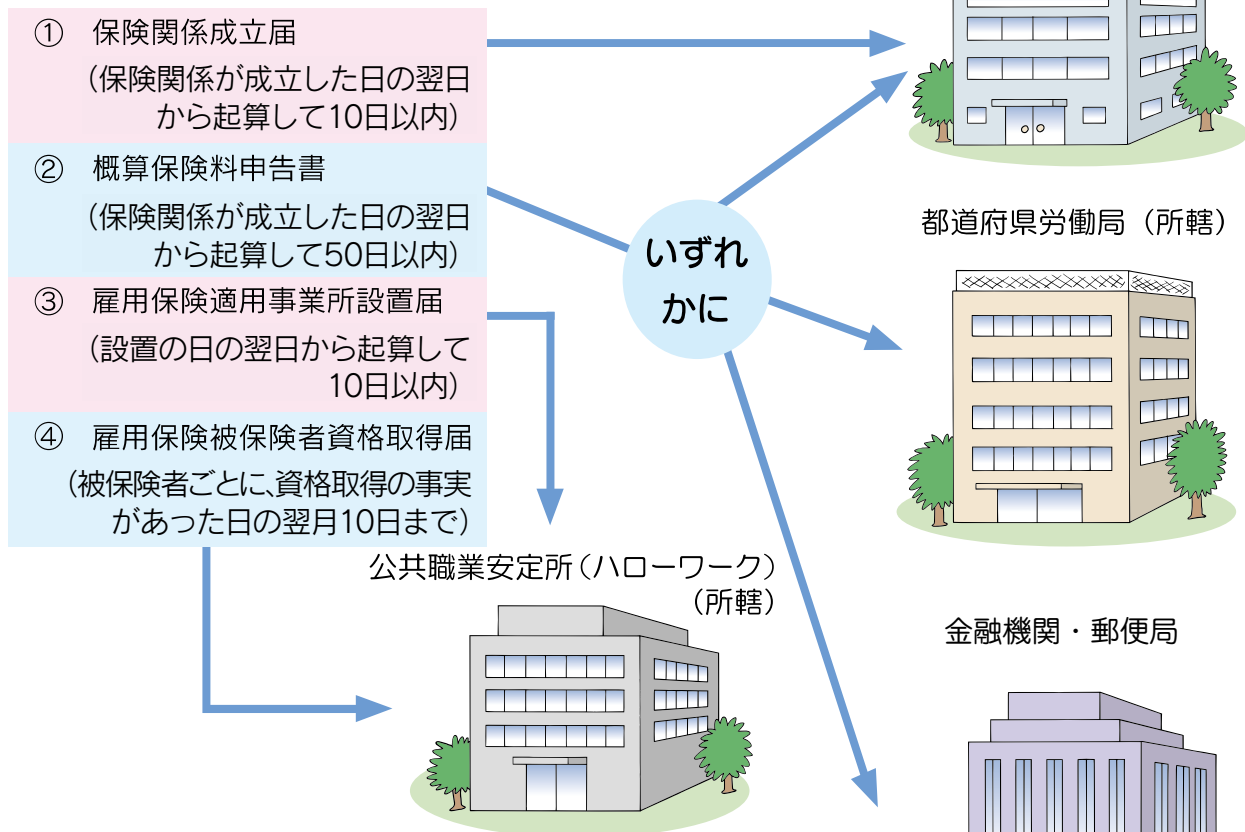 ① 保険関係成立届
（保険関係が成立した日の翌日
から起算して10日以内）
② 概算保険料申告書
（保険関係が成立した日の翌日
から起算して50日以内）
③ 雇用保険適用事業所設置届
（設置の日の翌日から起算して
10日以内）
④ 雇用保険被保険者資格取得届
（被保険者ごとに、資格取得の事実
があった日の翌月10日まで）
いずれ
かに
都道府県労働局（所轄）
公共職業安定所（ハローワーク）
（所轄）
金融機関・郵便局